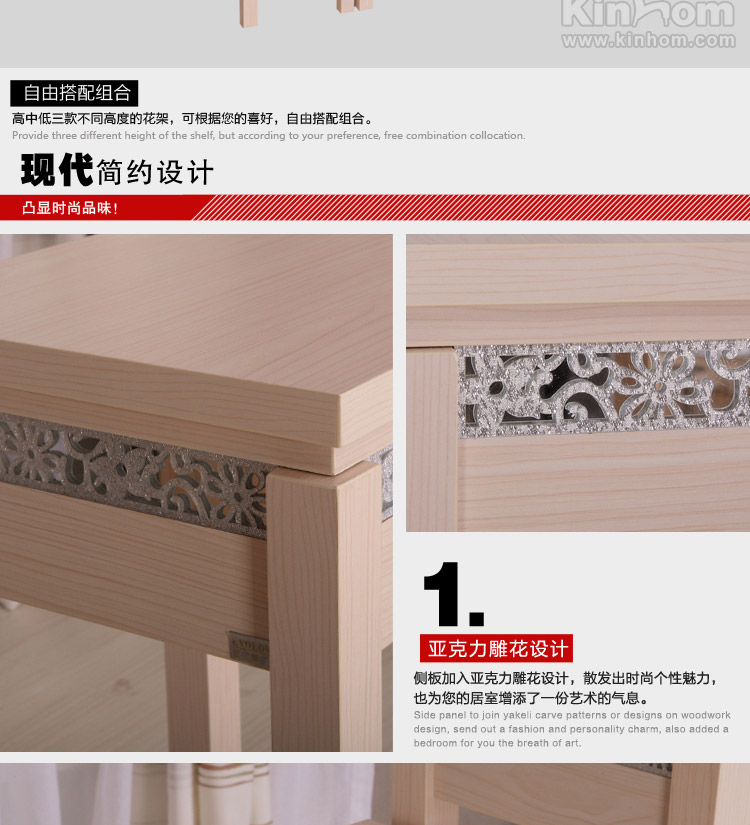 Kinhom
www.kinhom.com
自由搭配组合
高中低三款不同高度的花架，可根据您的喜好，自由搭配组合。
Provide three different height of the shelf, but according to your preference, free combination collocation.
现代简约设计
凸显时尚品味！
1.
亚克力雕花设计
侧板加入亚克力雕花设计，散发出时尚个性魅力，
也为您的居室增添了一份艺术的气息。
Side panel to join yakeli carve patterns or designs on woodwork
design, send out a fashion and personality charm, also added a
bedroom for you the breath of art.